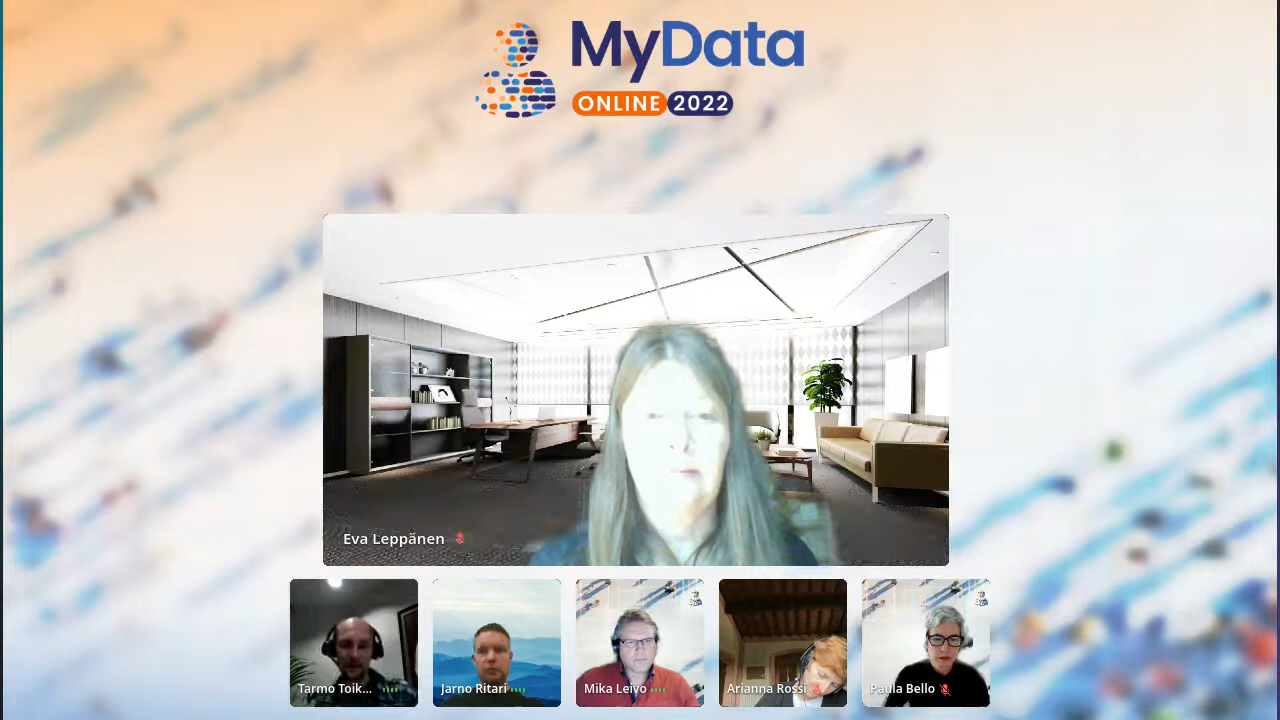 MyData
ONLINE 2022
Eva Leppänen
Tarmo Toik...
Jarno Ritari
Mika Leivo
Arianna Rossi
Paula Bello